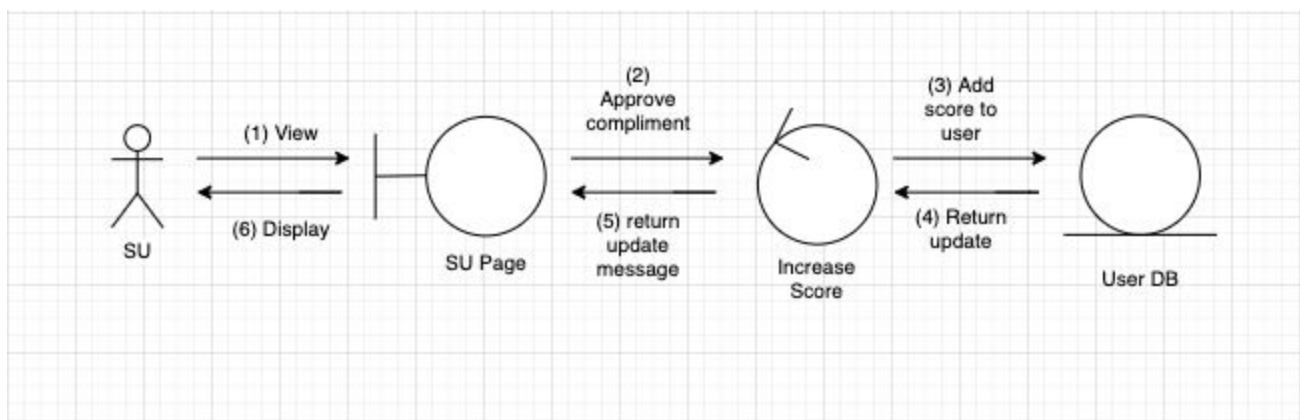 (1) View
(6) Display
SU
SU Page
(2)
Approve
compliment
(5) return
update
message
Increase
Score
(3) Add
score to
user
(4) Return
update
User DB